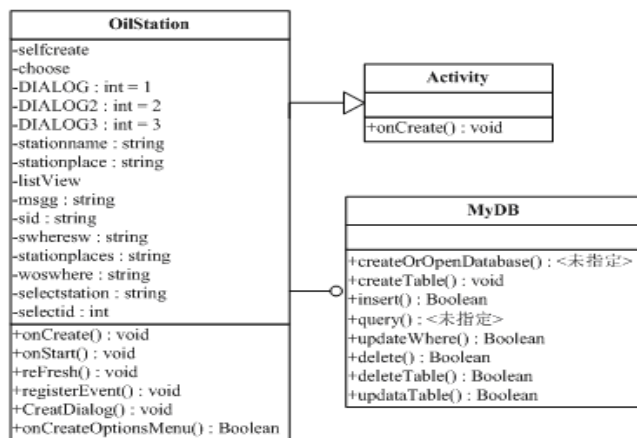 OilStation
-selfcreate
-choose
-DIALOG : int = 1
-DIALOG2 : int = 2
-DIALOG3 : int = 3
-stationname : string
-stationplace : string
-listView
-msgg : string
-sid : string
-swheresw : string
-stationplaces : string
-woswhere : string
-selectstation : string
-selectid : int
+onCreate() : void
+onStart() : void
+reFresh() : void
+registerEvent() : void
+CreatDialog() : void
+onCreateOptionsMenu() : Boolean
Activity
+onCreate() : void
MyDB
+createOrOpenDatabase() : <未指定>
+createTable() : void
+insert() : Boolean
+query() : <未指定>
+updateWhere() : Boolean
+delete() : Boolean
+deleteTable() : Boolean
+updataTable() : Boolean